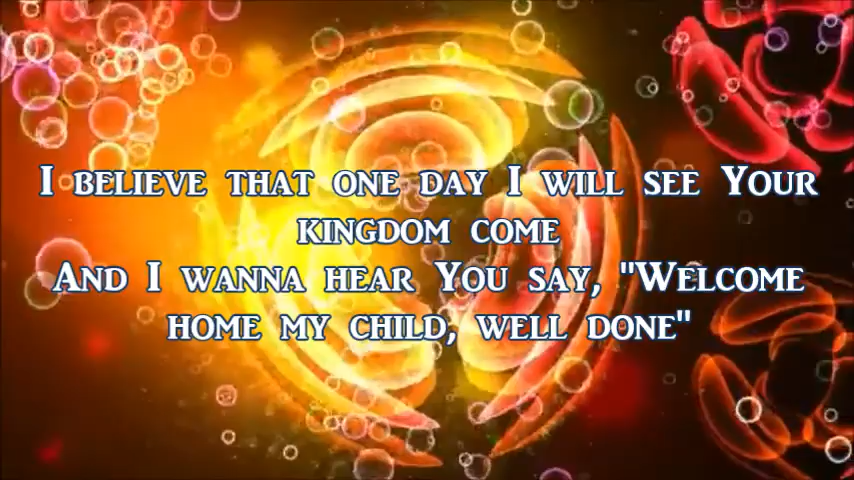 I believe that one day I will see Your
kingdom come
And I wanna hear You say, "Welcome
home my child, well done"